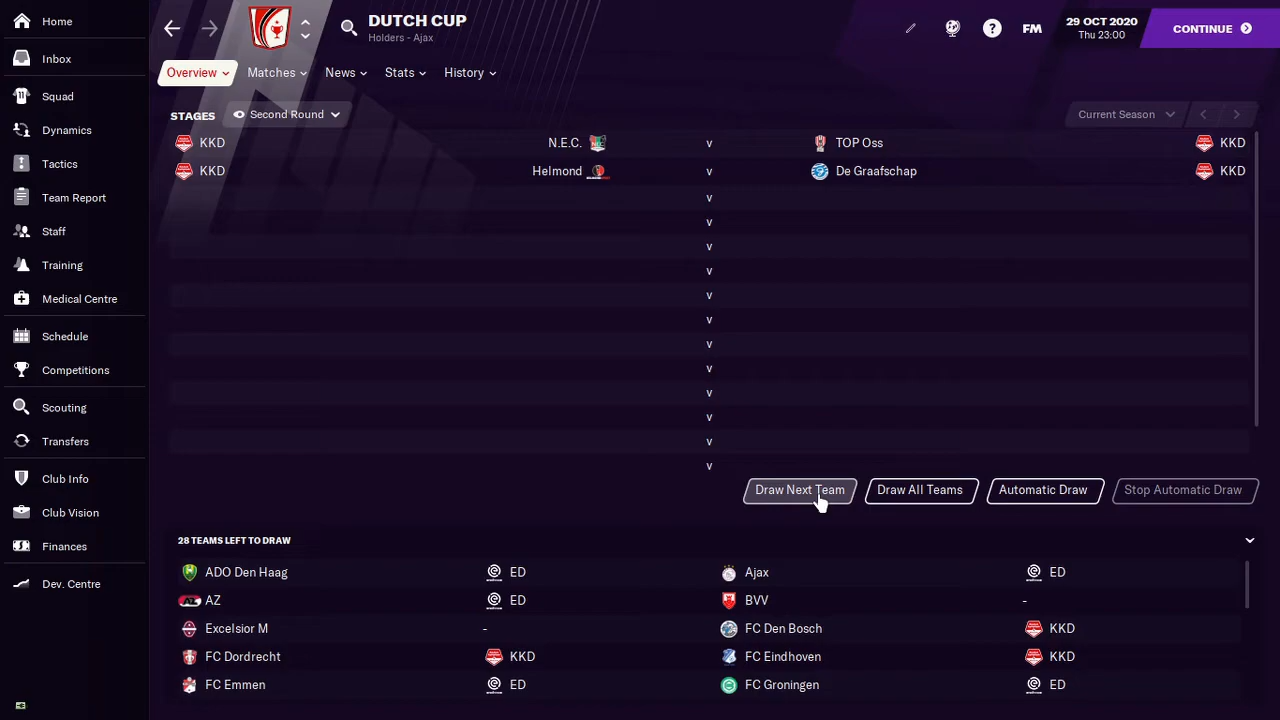 Home
Inbox
Squad
Dynamics
Tactics
Team Report
Staff
Training
Medical Centre
Schedule
Competitions
Scouting
Transfers
Club Info
Club Vision
Finances
Dev. Centre
DUTCH CUP
Holders - Ajax
FM
29 OCT 2020
Thu 23:00
CONTINUE
Overview Matches News Stats History
STAGES Second Round Current Season
KKD N.E.C. v TOP Oss KKD
KKD Helmond v De Graafschap KKD
v
v
v
v
v
v
v
v
v
v
v
v
Draw Next Team Draw All Teams Automatic Draw Stop Automatic Draw
28 TEAMS LEFT TO DRAW
ADO Den Haag ED Ajax ED
AZ ED BVV -
Excelsior M - FC Den Bosch KKD
FC Dordrecht KKD FC Eindhoven KKD
FC Emmen ED FC Groningen ED